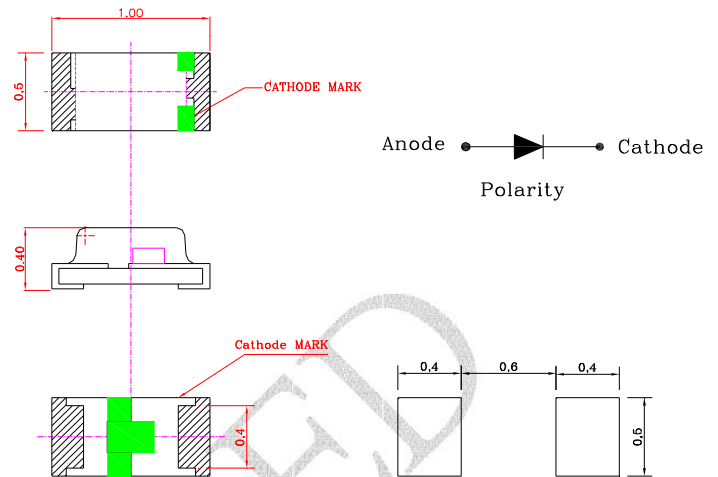 1.00
0.5
CATHODE MARK
Anode
Cathode
Polarity
0.40
Cathode MARK
0.4
0,4
0,6
0,4
0,5
ED